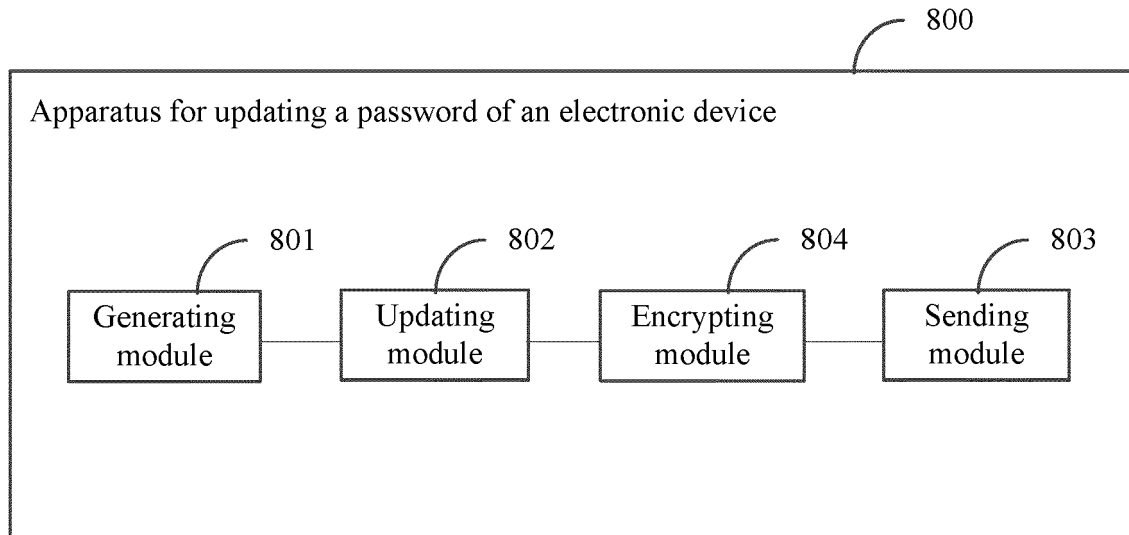 800
Apparatus for updating a password of an electronic device
801
802
804
803
Generating
module
Updating
module
Encrypting
module
Sending
module